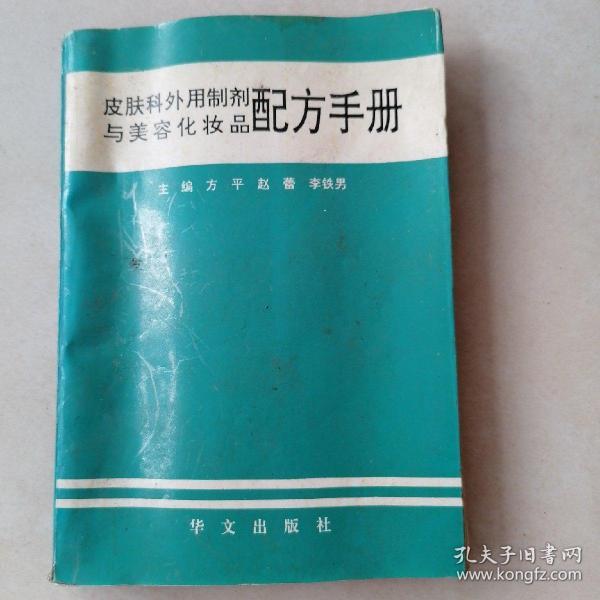 皮肤科外用制剂
与美容化妆品
配方手册
主编 方平 赵蕾 李铁男
华文出版社
孔夫子旧书网
www.kongfz.com